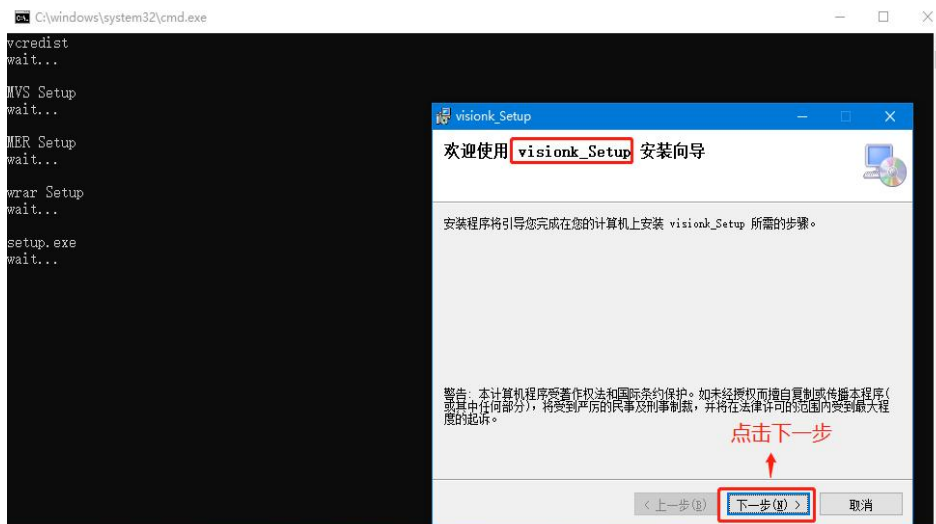 C:\windows\system32\cmd.exe
vcredist
wait...
MVS Setup
wait...
MER Setup
wait...
wrar Setup
wait...
setup.exe
wait...
visionk_Setup
欢迎使用 visionk_Setup 安装向导
安装程序将引导您完成在您的计算机上安装 visionk_Setup 所需的步骤。
警告: 本计算机程序受著作权法和国际条约保护。如未经授权而擅自复制或传播本程序(
或其中任何部分),将受到严厉的民事及刑事制裁,并将在法律许可的范围内受到最大程
度的起诉。
点击下一步
< 上一步(B) 下一步(N) > 取消